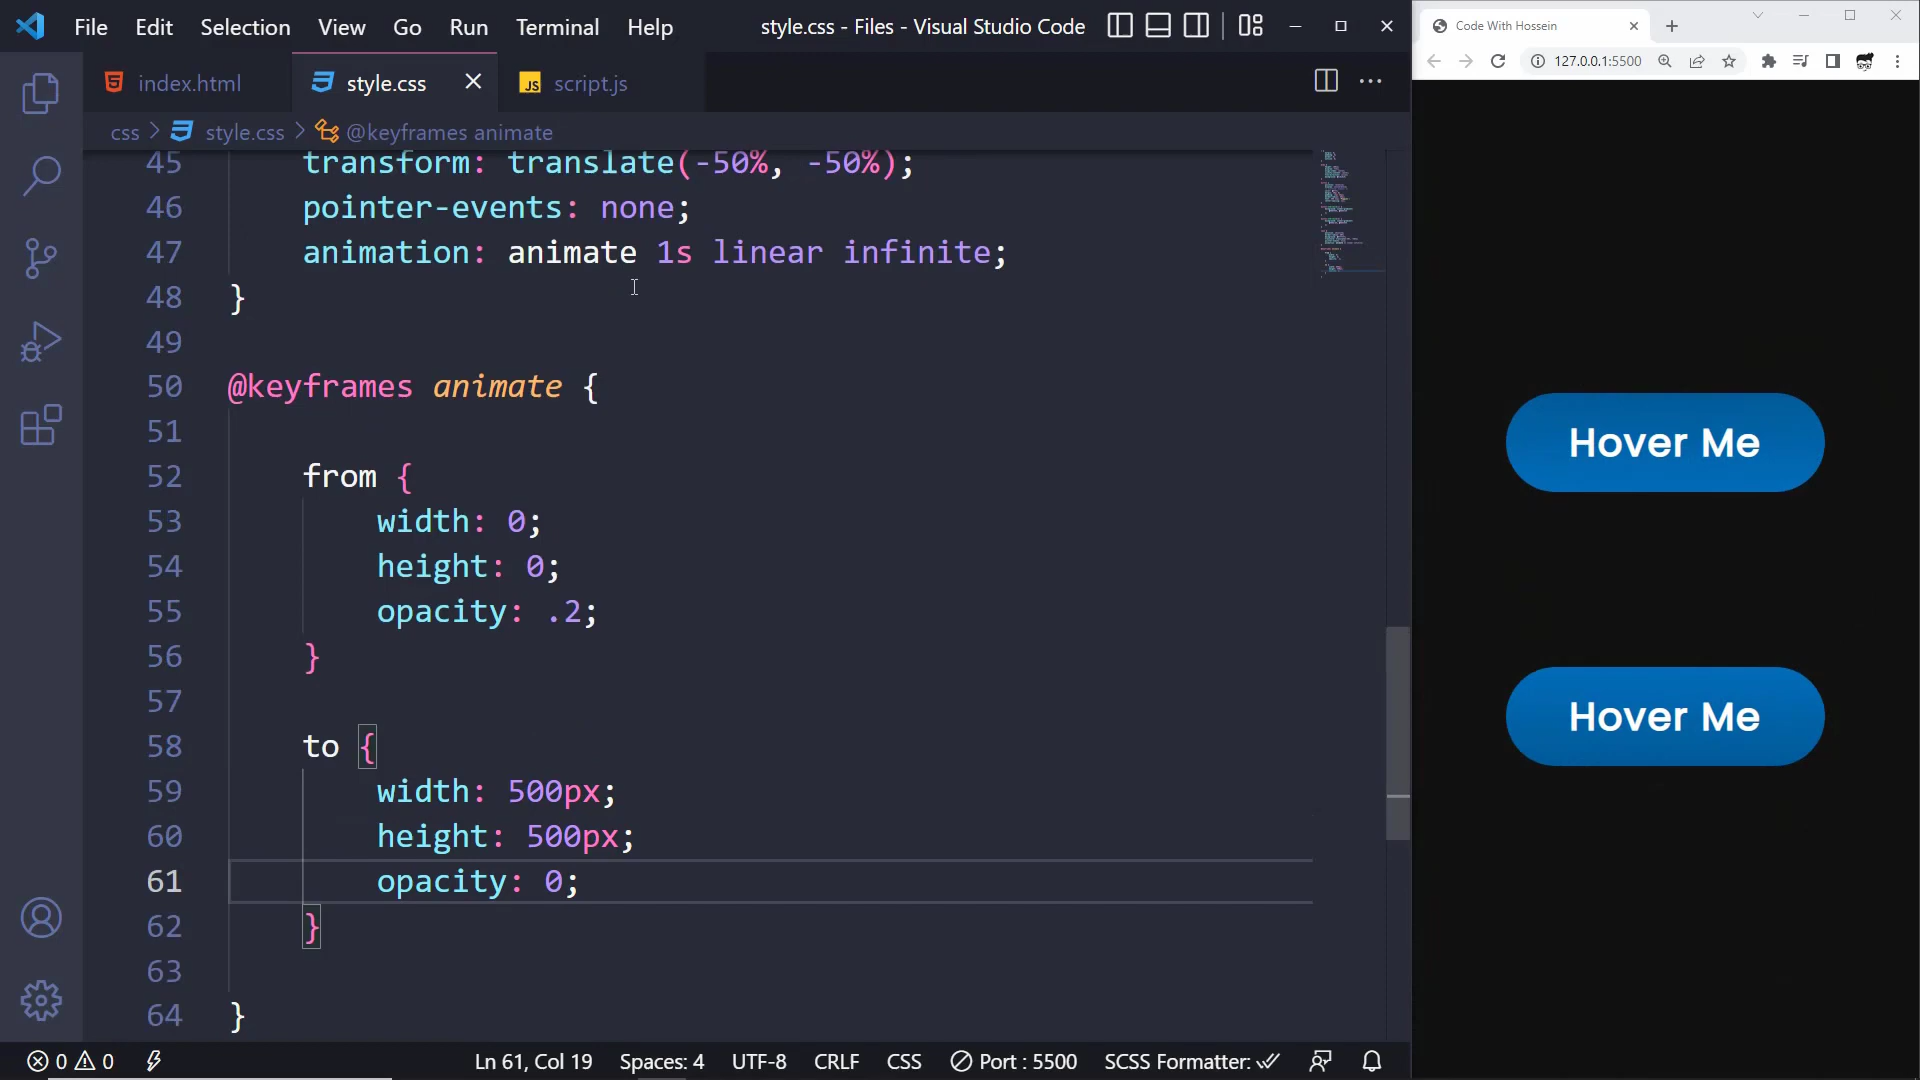 File Edit Selection View Go Run Terminal Help style.css - Files - Visual Studio Code
index.html style.css script.js
css > style.css > @keyframes animate
45 transform: translate(-50%, -50%);
46 pointer-events: none;
47 animation: animate 1s linear infinite;
48 }
49
50 @keyframes animate {
51
52 from {
53 width: 0;
54 height: 0;
55 opacity: .2;
56 }
57
58 to {
59 width: 500px;
60 height: 500px;
61 opacity: 0;
62 }
63
64 }
0 0 Ln 61, Col 19 Spaces: 4 UTF-8 CRLF CSS Port : 5500 SCSS Formatter:
Code With Hossein
127.0.0.1:5500
Hover Me
Hover Me